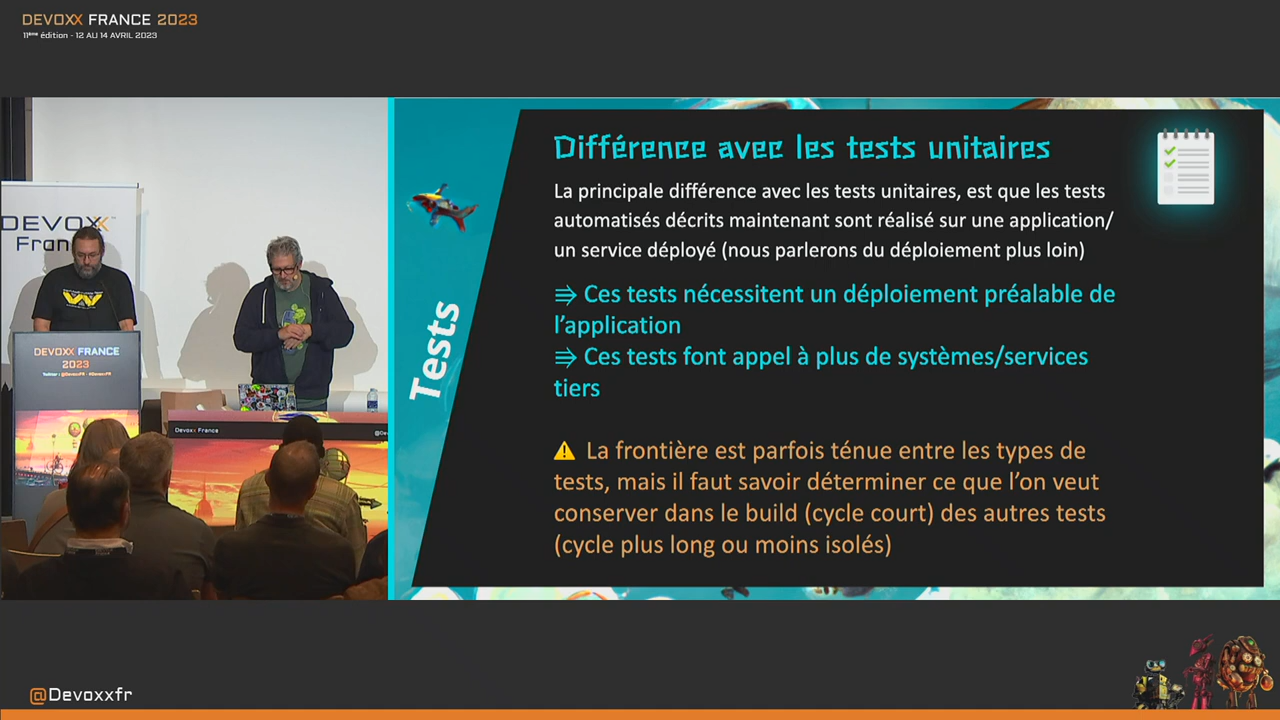 DEVOXX FRANCE 2023
11ème édition - 12 AU 14 AVRIL 2023
DEVOXX
France
DEVOXX FRANCE
2023
Twitter : @DevoxxFR - #DevoxxFR
Devoxx France
@De
Tests
Différence avec les tests unitaires
La principale différence avec les tests unitaires, est que les tests
automatisés décrits maintenant sont réalisé sur une application/
un service déployé (nous parlerons du déploiement plus loin)
⇛ Ces tests nécessitent un déploiement préalable de
l’application
⇛ Ces tests font appel à plus de systèmes/services
tiers
⚠ La frontière est parfois ténue entre les types de
tests, mais il faut savoir déterminer ce que l’on veut
conserver dans le build (cycle court) des autres tests
(cycle plus long ou moins isolés)
@Devoxxfr